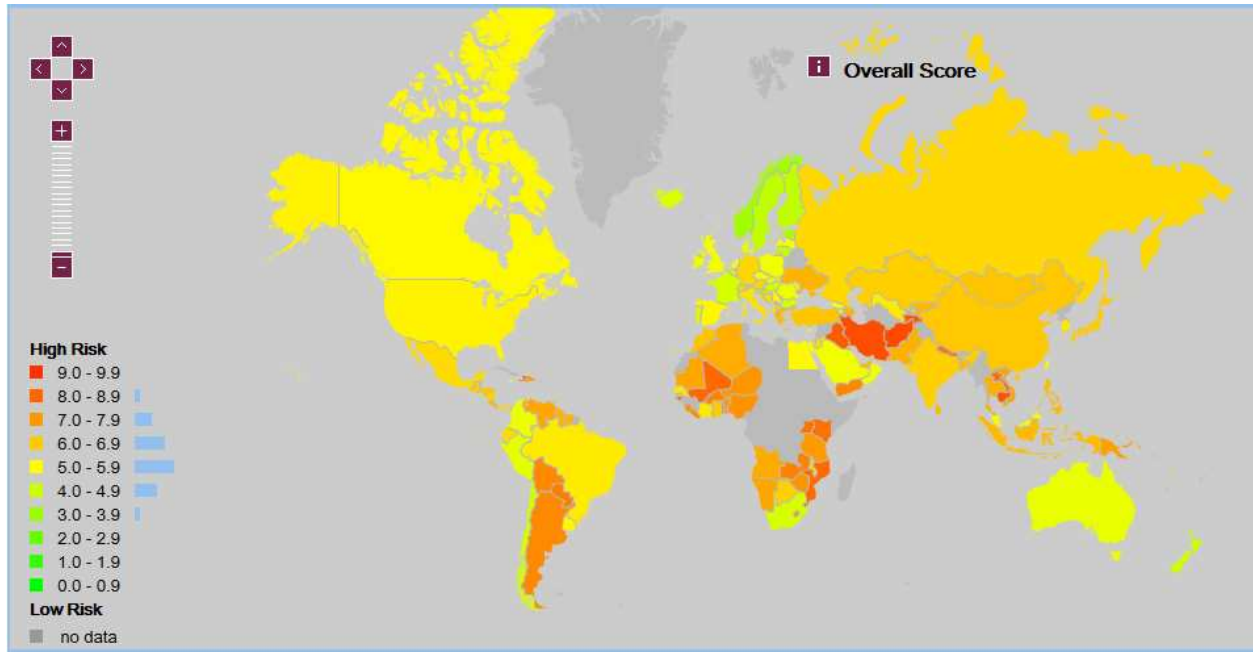 Overall Score
High Risk
9.0 - 9.9
8.0 - 8.9
7.0 - 7.9
6.0 - 6.9
5.0 - 5.9
4.0 - 4.9
3.0 - 3.9
2.0 - 2.9
1.0 - 1.9
0.0 - 0.9
Low Risk
no data